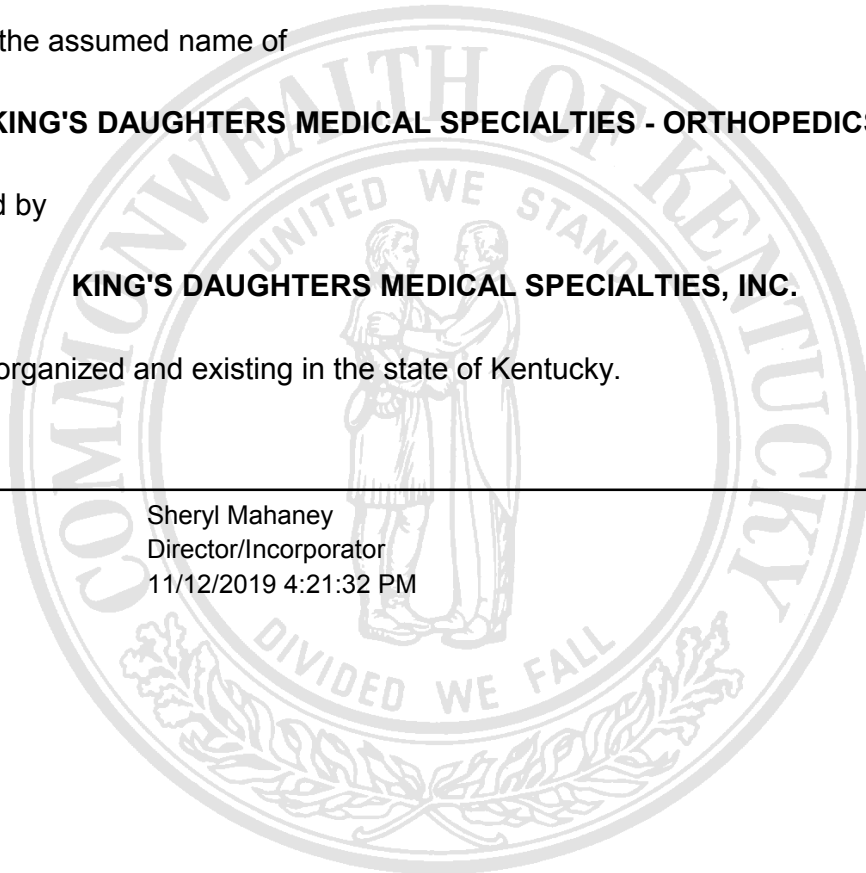 the assumed name of
KING'S DAUGHTERS MEDICAL SPECIALTIES - ORTHOPEDICS
d by
KING'S DAUGHTERS MEDICAL SPECIALTIES, INC.
organized and existing in the state of Kentucky.
Sheryl Mahaney
Director/Incorporator
11/12/2019 4:21:32 PM
COMMONWEALTH OF KENTUCKY
UNITED WE STAND
DIVIDED WE FALL